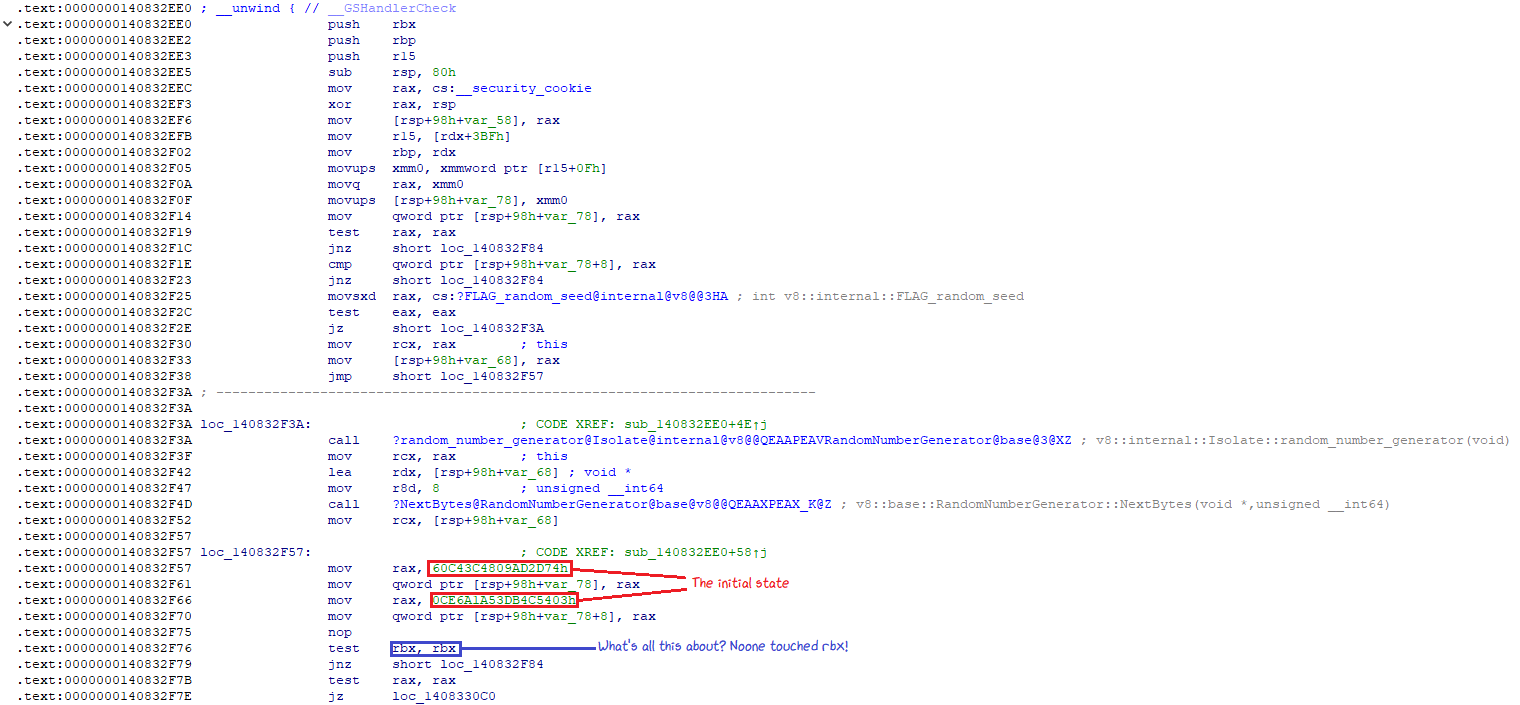 .text:0000000140832EE0 ; __unwind { // __GSHandlerCheck
.text:0000000140832EE0 push rbx
.text:0000000140832EE2 push rbp
.text:0000000140832EE3 push r15
.text:0000000140832EE5 sub rsp, 80h
.text:0000000140832EEC mov rax, cs:__security_cookie
.text:0000000140832EF3 xor rax, rsp
.text:0000000140832EF6 mov [rsp+98h+var_58], rax
.text:0000000140832EFB mov r15, [rdx+3BFh]
.text:0000000140832F02 mov rbp, rdx
.text:0000000140832F05 movups xmm0, xmmword ptr [r15+0Fh]
.text:0000000140832F0A movq rax, xmm0
.text:0000000140832F0F movups [rsp+98h+var_78], xmm0
.text:0000000140832F14 mov qword ptr [rsp+98h+var_78], rax
.text:0000000140832F19 test rax, rax
.text:0000000140832F1C jnz short loc_140832F84
.text:0000000140832F1E cmp qword ptr [rsp+98h+var_78+8], rax
.text:0000000140832F23 jnz short loc_140832F84
.text:0000000140832F25 movsxd rax, cs:?FLAG_random_seed@internal@v8@@3HA ; int v8::internal::FLAG_random_seed
.text:0000000140832F2C test eax, eax
.text:0000000140832F2E jz short loc_140832F3A
.text:0000000140832F30 mov rcx, rax ; this
.text:0000000140832F33 mov [rsp+98h+var_68], rax
.text:0000000140832F38 jmp short loc_140832F57
.text:0000000140832F3A ; ---------------------------------------------------------------------------
.text:0000000140832F3A
.text:0000000140832F3A loc_140832F3A: ; CODE XREF: sub_140832EE0+4E↑j
.text:0000000140832F3A call ?random_number_generator@Isolate@internal@v8@@QEAAPEAVRandomNumberGenerator@base@3@XZ ; v8::internal::Isolate::random_number_generator(void)
.text:0000000140832F3F mov rcx, rax ; this
.text:0000000140832F42 lea rdx, [rsp+98h+var_68] ; void *
.text:0000000140832F47 mov r8d, 8 ; unsigned __int64
.text:0000000140832F4D call ?NextBytes@RandomNumberGenerator@base@v8@@QEAAXPEAX_K@Z ; v8::base::RandomNumberGenerator::NextBytes(void *,unsigned __int64)
.text:0000000140832F52 mov rcx, [rsp+98h+var_68]
.text:0000000140832F57
.text:0000000140832F57 loc_140832F57: ; CODE XREF: sub_140832EE0+58↑j
.text:0000000140832F57 mov rax, 60C43C4809AD2D74h
.text:0000000140832F61 mov qword ptr [rsp+98h+var_78], rax
The initial state
.text:0000000140832F66 mov rax, 0CE6A1A53DB4C5403h
.text:0000000140832F70 mov qword ptr [rsp+98h+var_78+8], rax
.text:0000000140832F75 nop
.text:0000000140832F76 test rbx, rbx What's all this about? Noone touched rbx!
.text:0000000140832F79 jnz short loc_140832F84
.text:0000000140832F7B test rax, rax
.text:0000000140832F7E jz loc_1408330C0